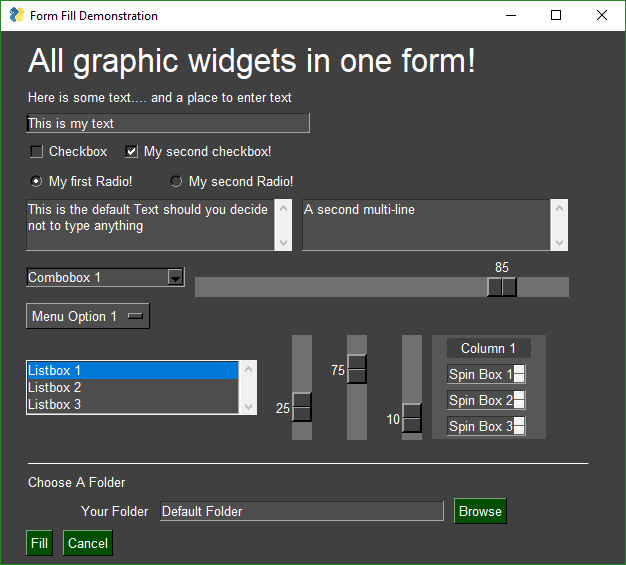 Form Fill Demonstration
All graphic widgets in one form!
Here is some text.... and a place to enter text
This is my text
Checkbox My second checkbox!
My first Radio! My second Radio!
This is the default Text should you decide
not to type anything
A second multi-line
Combobox 1
85
Menu Option 1
Listbox 1
Listbox 2
Listbox 3
25
75
10
Column 1
Spin Box 1
Spin Box 2
Spin Box 3
Choose A Folder
Your Folder Default Folder Browse
Fill Cancel